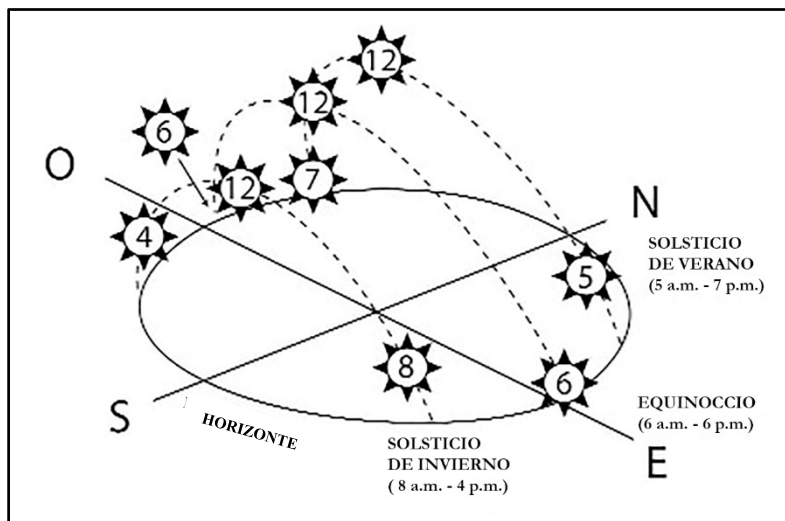 12
12
6
O
12
7
N
4
SOLSTICIO
DE VERANO
(5 a.m. - 7 p.m.)
5
8
6
S
HORIZONTE
EQUINOCCIO
(6 a.m. - 6 p.m.)
SOLSTICIO
DE INVIERNO
( 8 a.m. - 4 p.m.)
E